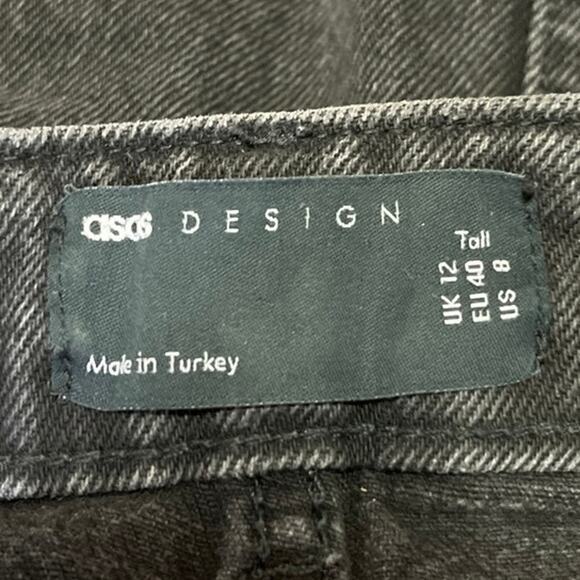 asos DESIGN
Tall
UK 12
EU 40
US 8
Made in Turkey